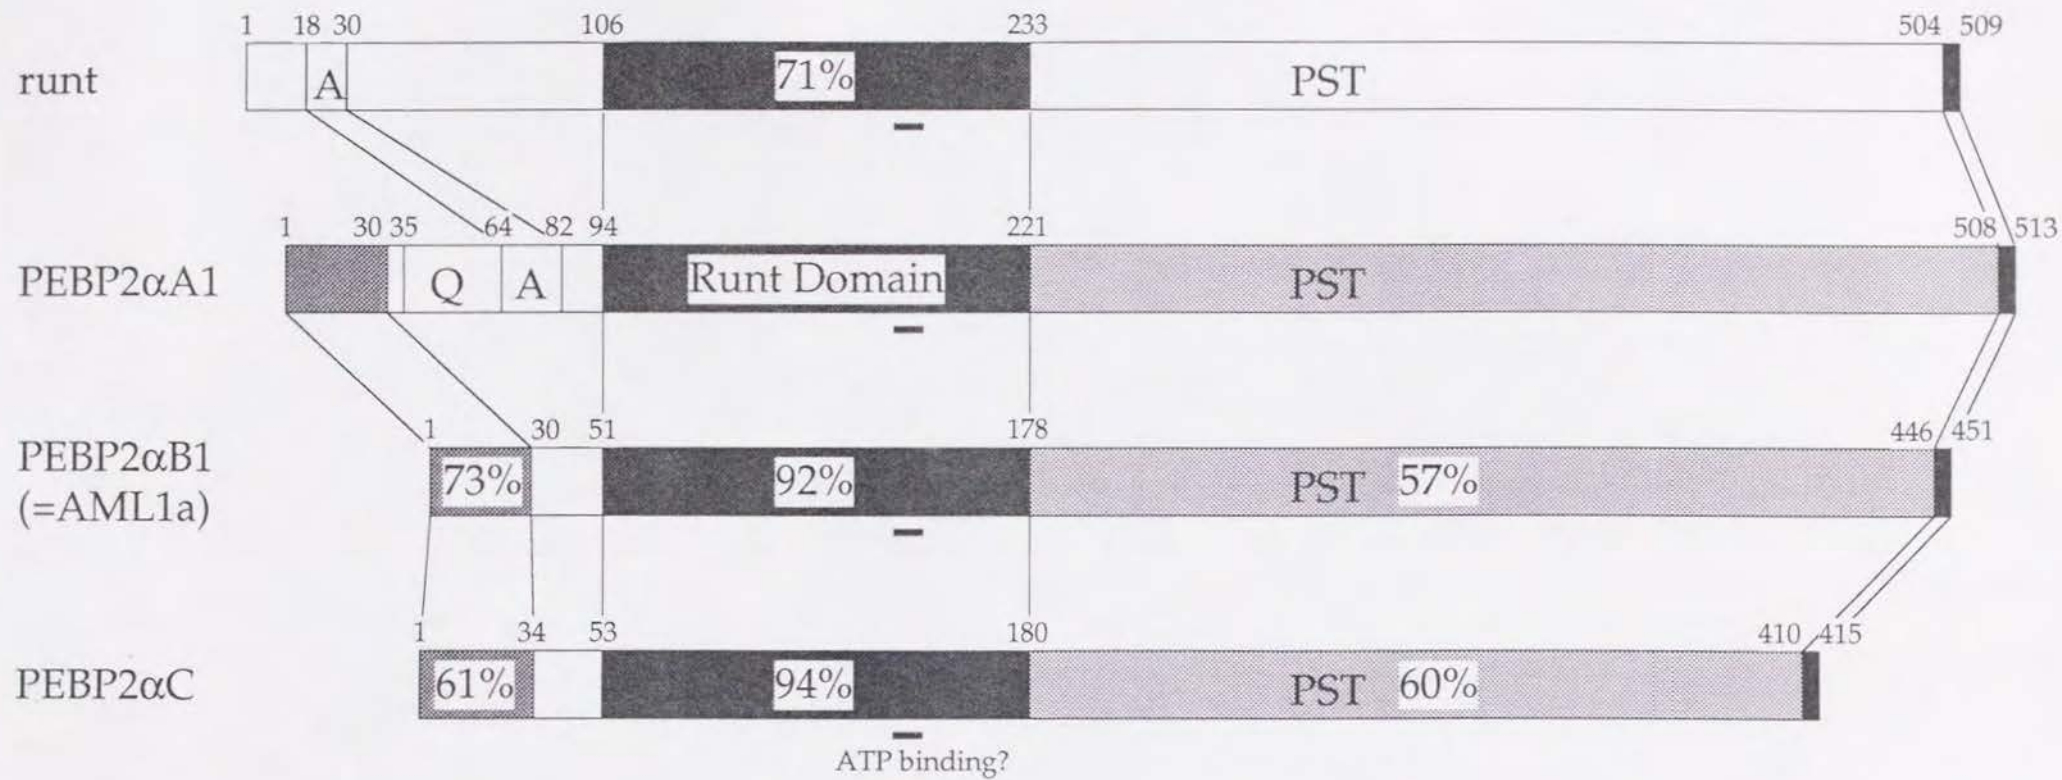 1 18 30 106 233 504 509
runt A 71% PST
1 30 35 64 82 94 221 508 513
PEBP2αA1 Q A Runt Domain PST
1 30 51 178 446 451
PEBP2αB1 73% 92% PST 57%
(=AML1a)
1 34 53 180 410 415
PEBP2αC 61% 94% PST 60%
ATP binding?